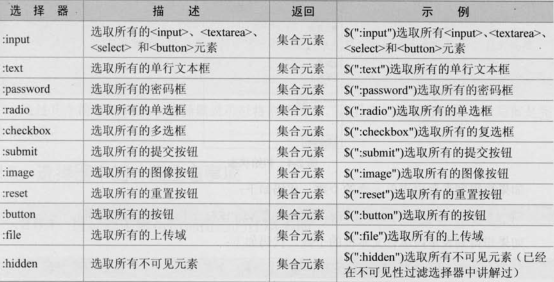 选 择 器 描 述 返回 示 例
:input 选取所有的<input>、<textarea>、<select> 和<button>元素 集合元素 $(":input")选取所有<input>、<textarea>、<select>和<button>元素
:text 选取所有的单行文本框 集合元素 $(":text")选取所有的单行文本框
:password 选取所有的密码框 集合元素 $(":password")选取所有的密码框
:radio 选取所有的单选框 集合元素 $(":radio")选取所有的单选框
:checkbox 选取所有的多选框 集合元素 $(":checkbox")选取所有的复选框
:submit 选取所有的提交按钮 集合元素 $(":submit")选取所有的提交按钮
:image 选取所有的图像按钮 集合元素 $(":image")选取所有的图像按钮
:reset 选取所有的重置按钮 集合元素 $(":reset")选取所有的重置按钮
:button 选取所有的按钮 集合元素 $(":button")选取所有的按钮
:file 选取所有的上传域 集合元素 $(":file")选取所有的上传域
:hidden 选取所有不可见元素 集合元素 $(":hidden")选取所有不可见元素（已经在不可见性过滤选择器中讲解过）